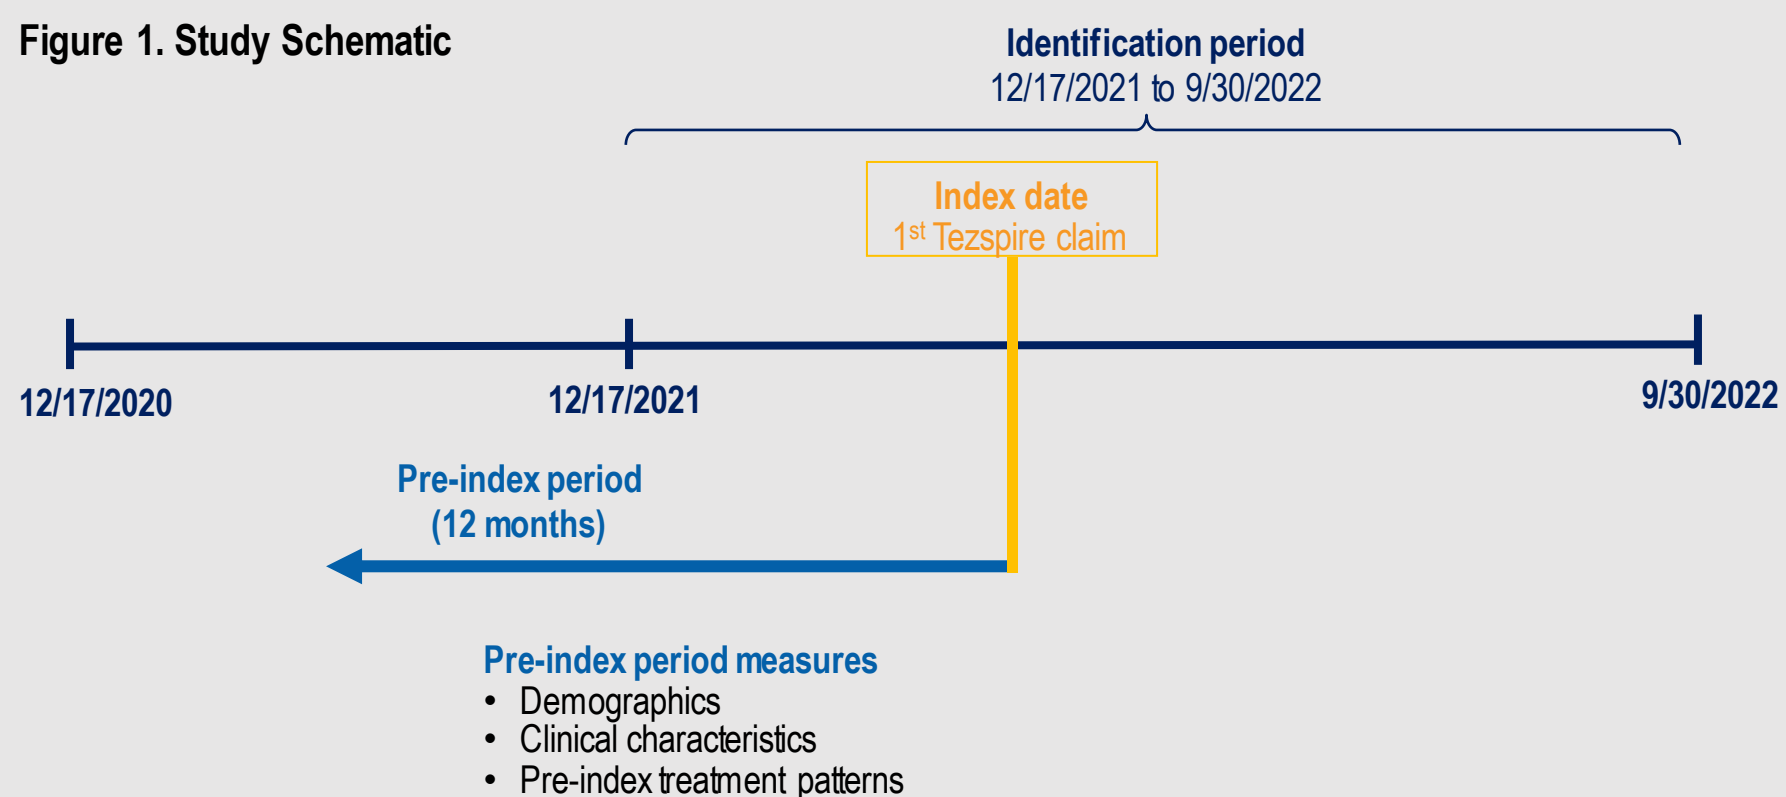 Figure 1. Study Schematic
Identification period
12/17/2021 to 9/30/2022
Index date
1st Tezspire claim
12/17/2020
12/17/2021
9/30/2022
Pre-index period
(12 months)
Pre-index period measures
• Demographics
• Clinical characteristics
• Pre-index treatment patterns